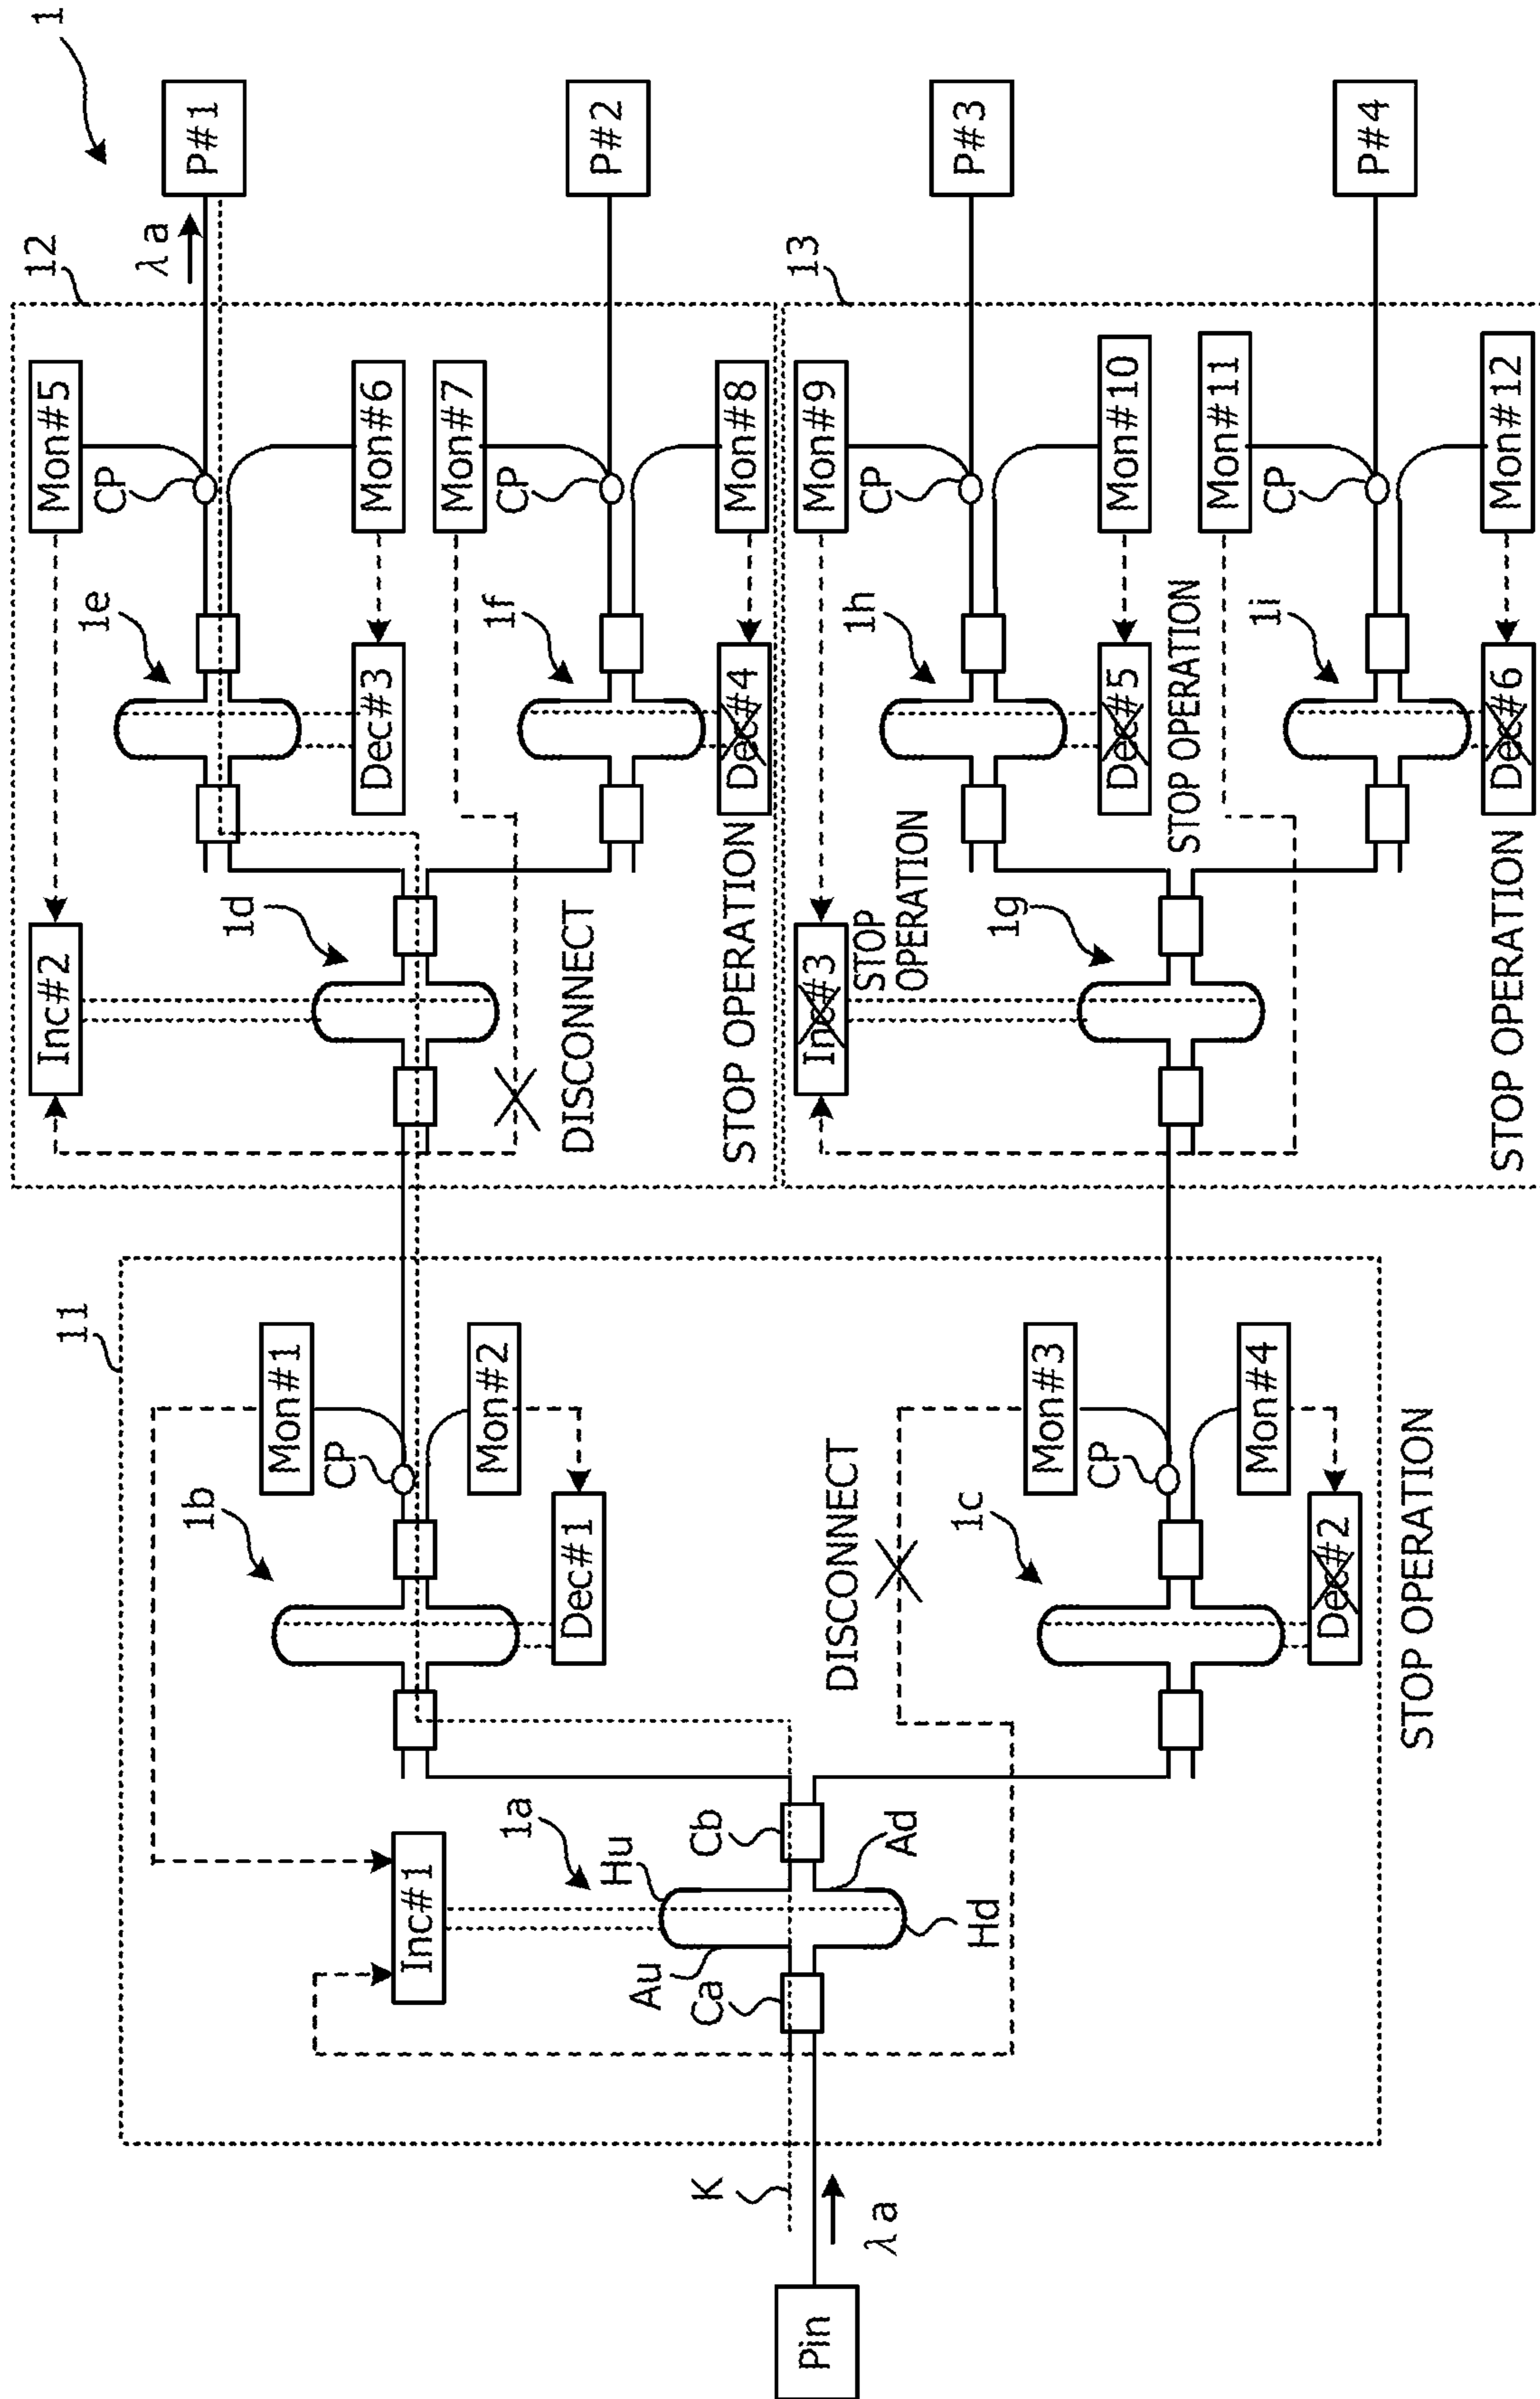 1
Pin
λa
K
11
Inc#1
1a
Hu
Au
Ca
Cb
Ad
Hd
1b
Mon#1
CP
Mon#2
Dec#1
DISCONNECT
1c
Mon#3
CP
Mon#4
Dec#2
STOP OPERATION
12
Inc#2
1d
1e
Mon#5
CP
Mon#6
Dec#3
Mon#7
1f
CP
Mon#8
Dec#4
DISCONNECT
STOP OPERATION
λa
P#1
P#2
13
Inc#3
STOP
OPERATION
1g
1h
Mon#9
CP
Mon#10
Dec#5
STOP OPERATION
Mon#11
1i
CP
Mon#12
Dec#6
STOP OPERATION
P#3
P#4